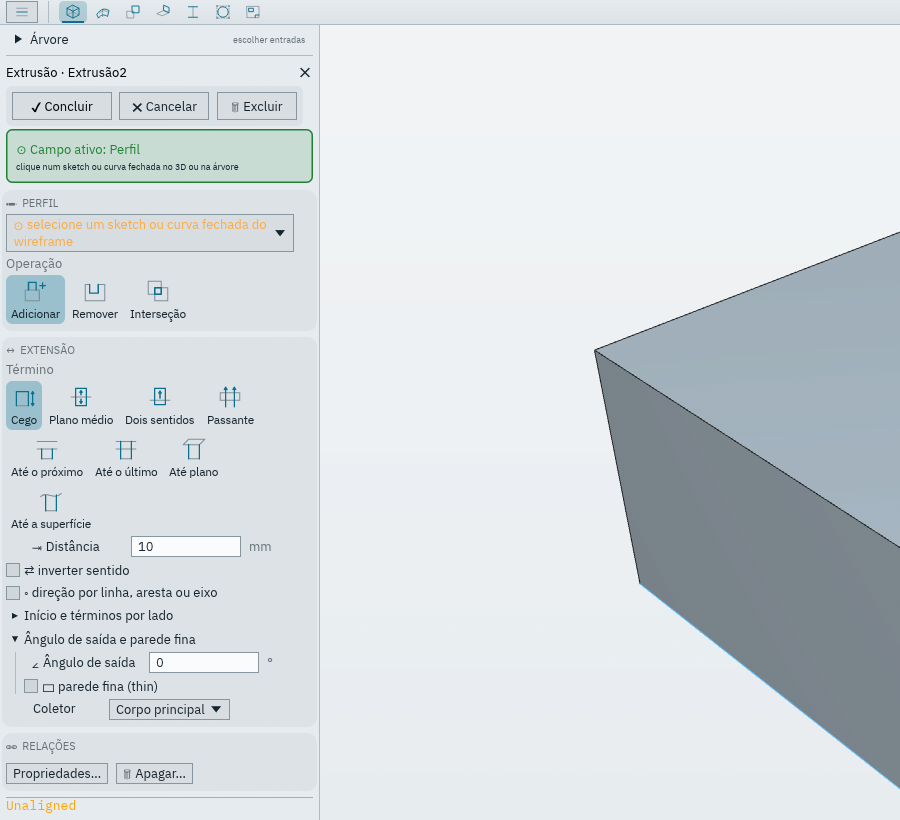 Árvore
escolher entradas
Extrusão · Extrusão2
Concluir
Cancelar
Excluir
Campo ativo: Perfil
clique num sketch ou curva fechada no 3D ou na árvore
PERFIL
selecione um sketch ou curva fechada do
wireframe
Operação
Adicionar
Remover
Interseção
EXTENSÃO
Término
Cego
Plano médio
Dois sentidos
Passante
Até o próximo
Até o último
Até plano
Até a superfície
Distância
10
mm
inverter sentido
direção por linha, aresta ou eixo
Início e términos por lado
Ângulo de saída e parede fina
Ângulo de saída
0
°
parede fina (thin)
Coletor
Corpo principal
RELAÇÕES
Propriedades...
Apagar...
Unaligned